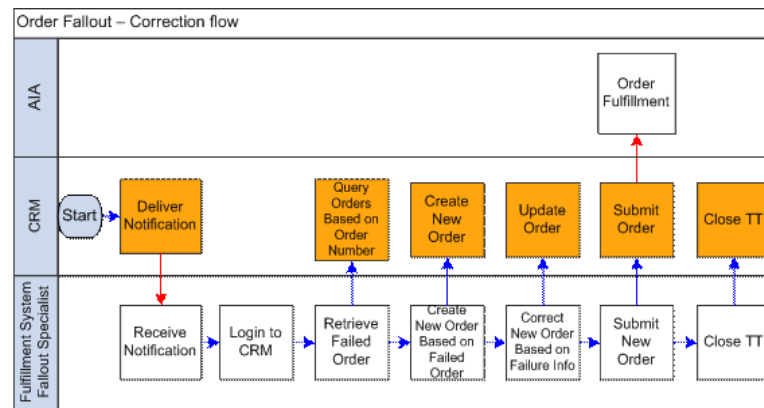 Order Fallout – Correction flow
AIA
Order
Fulfillment
CRM
Start
Deliver
Notification
Query
Orders
Based on
Order
Number
Create
New
Order
Update
Order
Submit
Order
Close TT
Fulfillment System
Fallout Specialist
Receive
Notification
Login to
CRM
Retrieve
Failed
Order
Create
New Order
Based on
Failed
Order
Correct
New Order
Based on
Failure Info
Submit
New
Order
Close TT